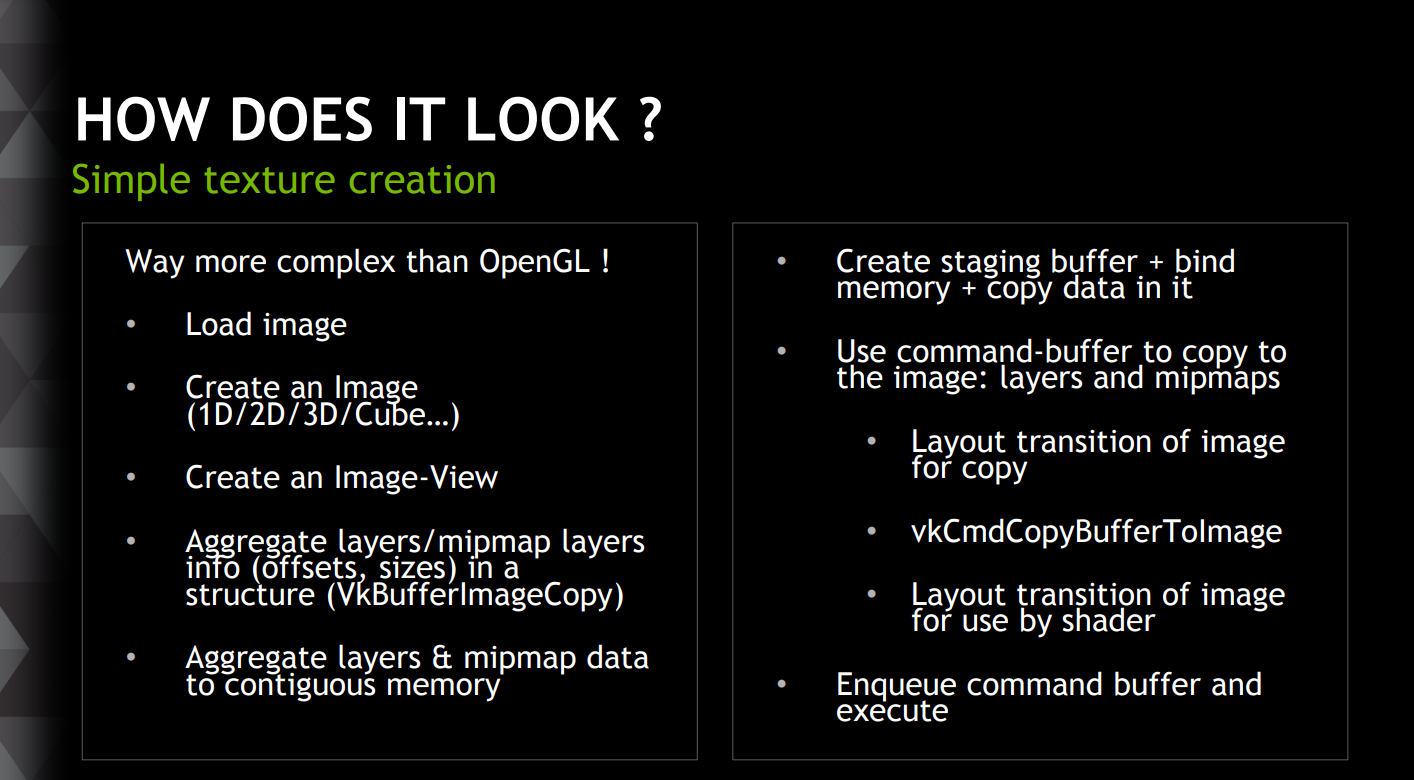 HOW DOES IT LOOK ?
Simple texture creation
Way more complex than OpenGL !
• Load image
• Create an Image
(1D/2D/3D/Cube…)
• Create an Image-View
• Aggregate layers/mipmap layers
info (offsets, sizes) in a
structure (VkBufferImageCopy)
• Aggregate layers & mipmap data
to contiguous memory
• Create staging buffer + bind
memory + copy data in it
• Use command-buffer to copy to
the image: layers and mipmaps
• Layout transition of image
for copy
• vkCmdCopyBufferToImage
• Layout transition of image
for use by shader
• Enqueue command buffer and
execute